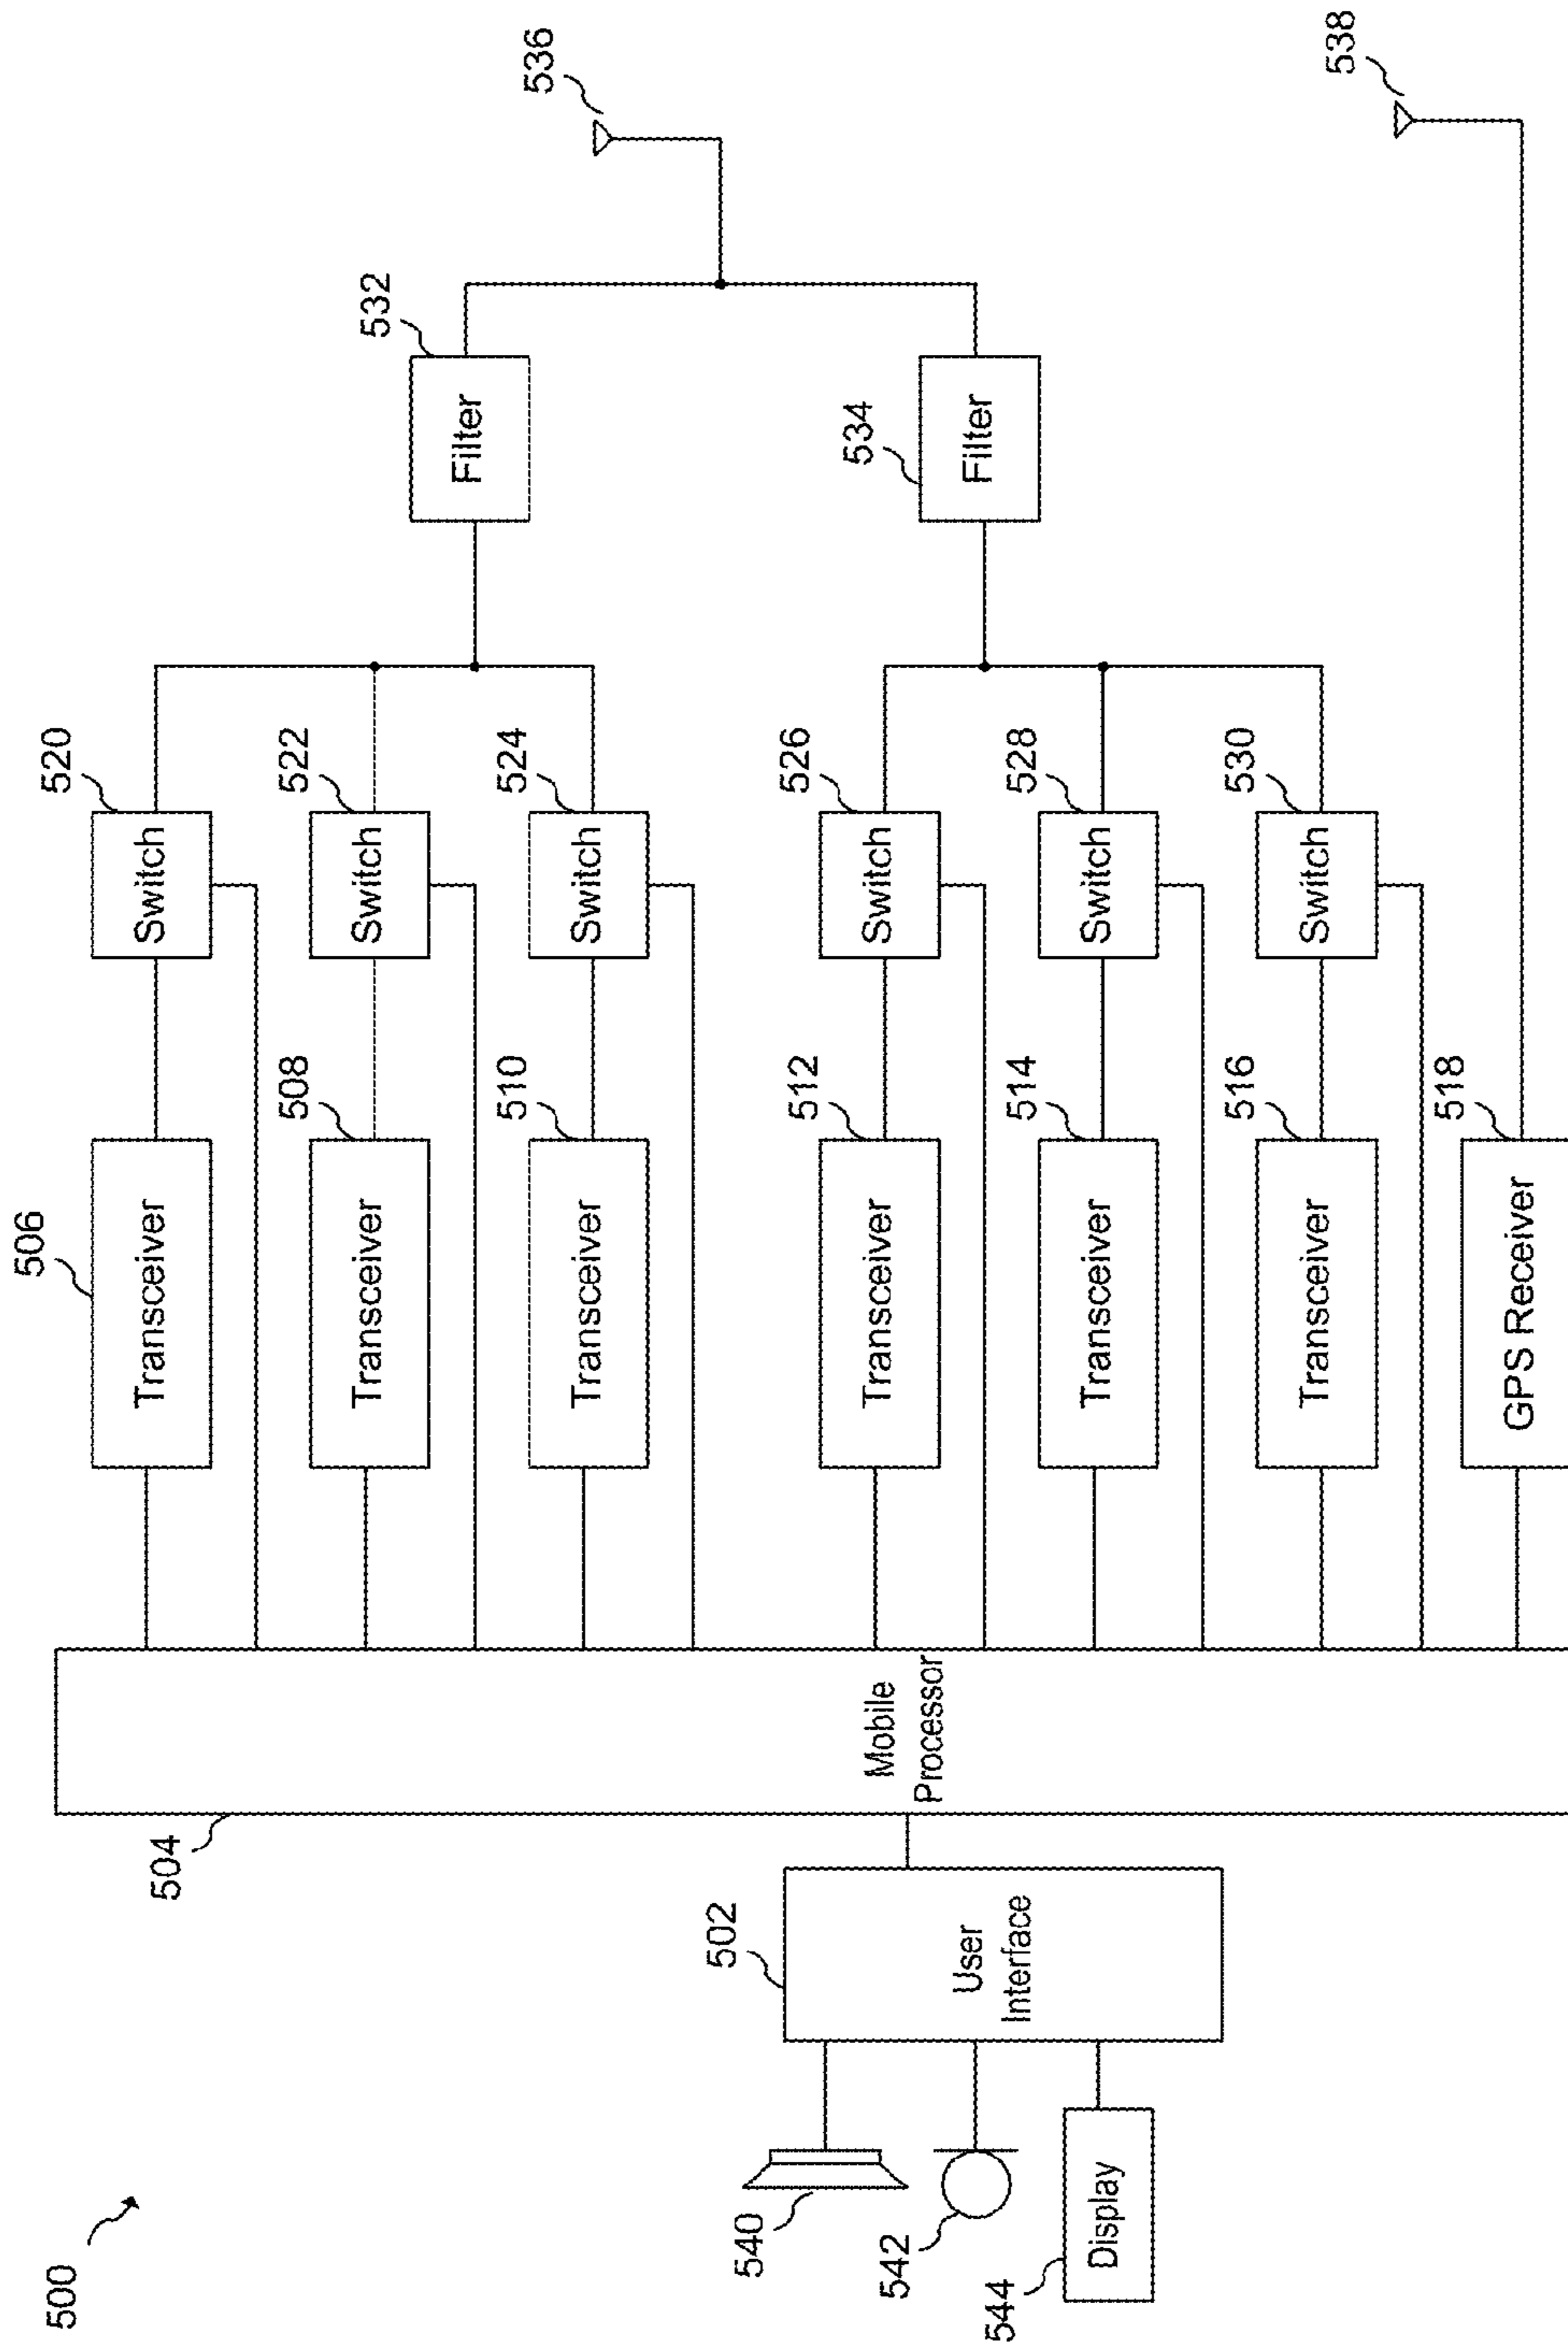 500
504
506
520
Transceiver
Switch
508
522
532
Transceiver
Switch
Filter
510
524
536
Transceiver
Switch
502
540
User
Interface
Mobile
Processor
512
526
534
Transceiver
Switch
Filter
542
514
528
Transceiver
Switch
544
Display
516
530
Transceiver
Switch
518
538
GPS Receiver